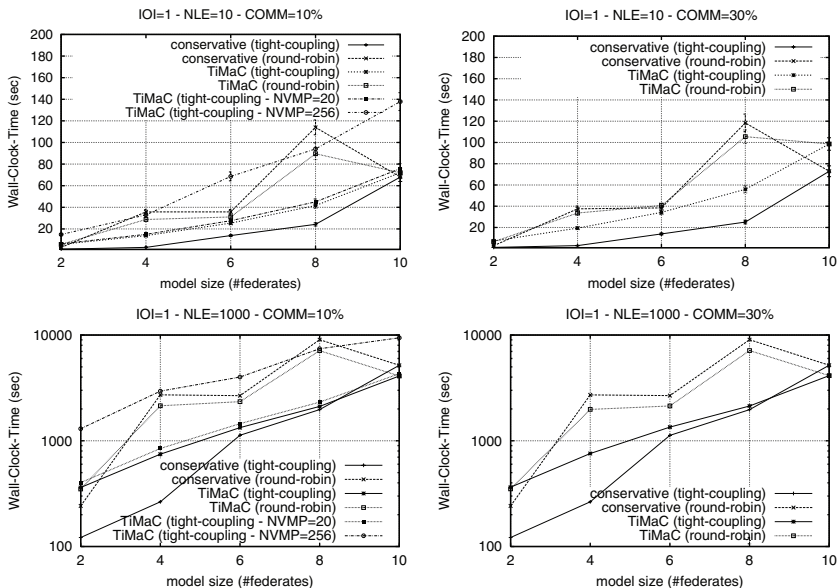 IOI=1 - NLE=10 - COMM=10%
200
180
160
140
120
100
80
60
40
20
2
4
6
8
10
Wall-Clock-Time (sec)
model size (#federates)
conservative (tight-coupling)
conservative (round-robin)
TiMaC (tight-coupling)
TiMaC (round-robin)
TiMaC (tight-coupling - NVMP=20)
TiMaC (tight-coupling - NVMP=256)
IOI=1 - NLE=10 - COMM=30%
200
180
160
140
120
100
80
60
40
20
2
4
6
8
10
Wall-Clock-Time (sec)
model size (#federates)
conservative (tight-coupling)
conservative (round-robin)
TiMaC (tight-coupling)
TiMaC (round-robin)
IOI=1 - NLE=1000 - COMM=10%
10000
1000
100
2
4
6
8
10
Wall-Clock-Time (sec)
model size (#federates)
conservative (tight-coupling)
conservative (round-robin)
TiMaC (tight-coupling)
TiMaC (round-robin)
TiMaC (tight-coupling - NVMP=20)
TiMaC (tight-coupling - NVMP=256)
IOI=1 - NLE=1000 - COMM=30%
10000
1000
100
2
4
6
8
10
Wall-Clock-Time (sec)
model size (#federates)
conservative (tight-coupling)
conservative (round-robin)
TiMaC (tight-coupling)
TiMaC (round-robin)